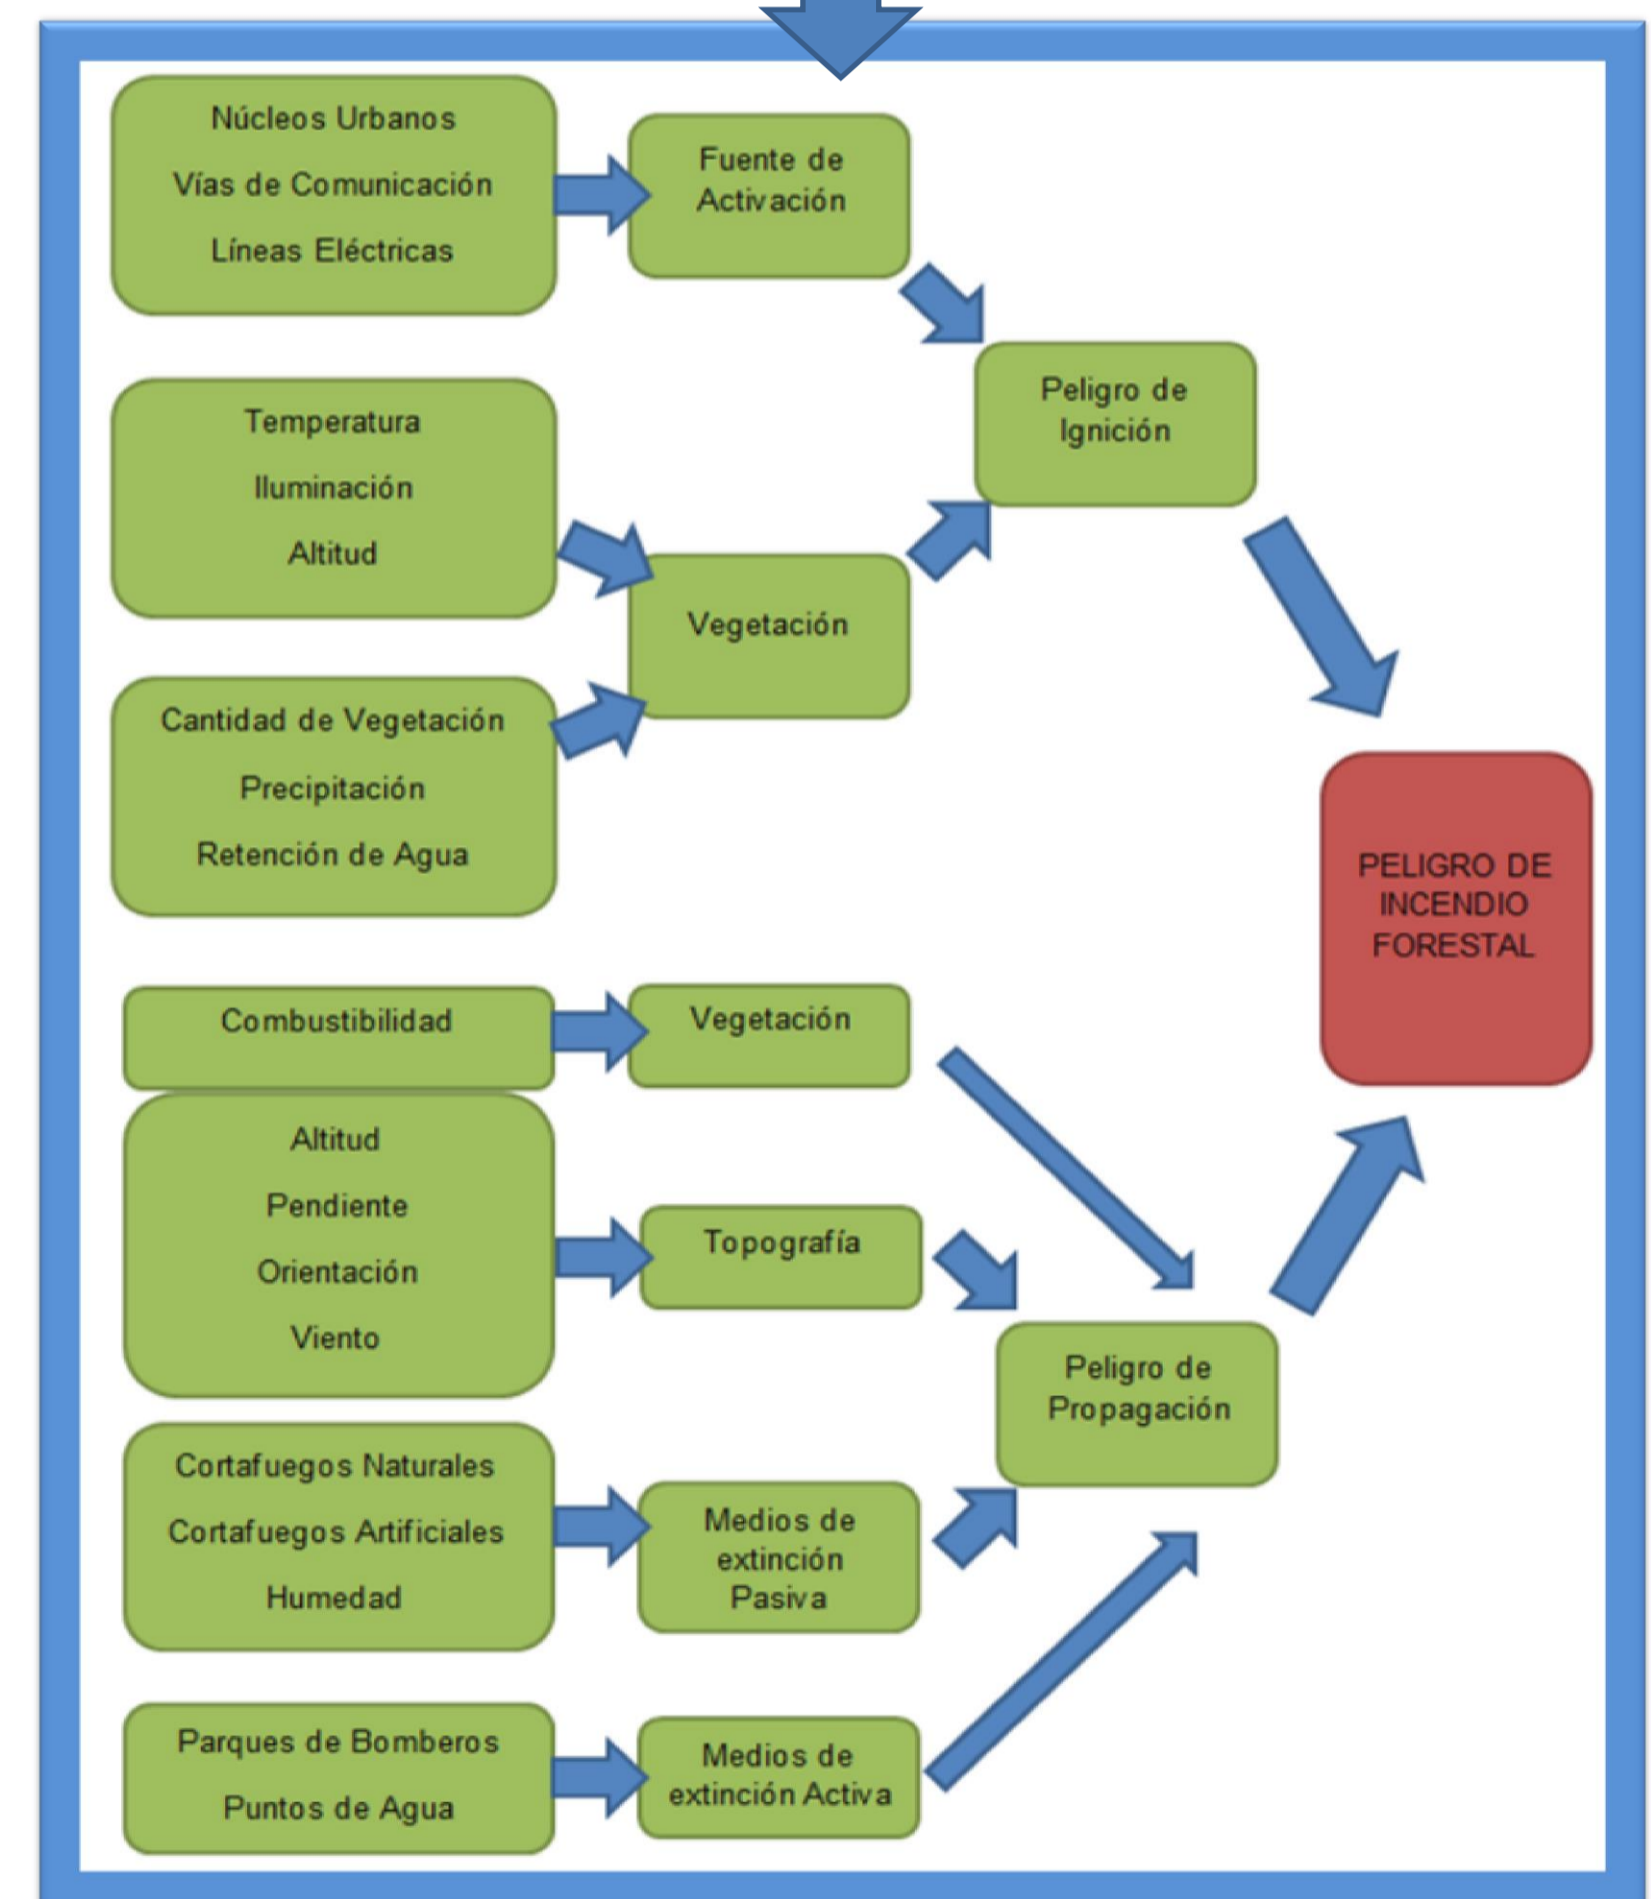 Núcleos Urbanos
Vías de Comunicación
Líneas Eléctricas
Fuente de
Activación
Peligro de
Ignición
Temperatura
Iluminación
Altitud
Vegetación
Cantidad de Vegetación
Precipitación
Retención de Agua
PELIGRO DE
INCENDIO
FORESTAL
Combustibilidad
Vegetación
Altitud
Pendiente
Orientación
Viento
Topografía
Peligro de
Propagación
Cortafuegos Naturales
Cortafuegos Artificiales
Humedad
Medios de
extinción
Pasiva
Parques de Bomberos
Puntos de Agua
Medios de
extinción Activa